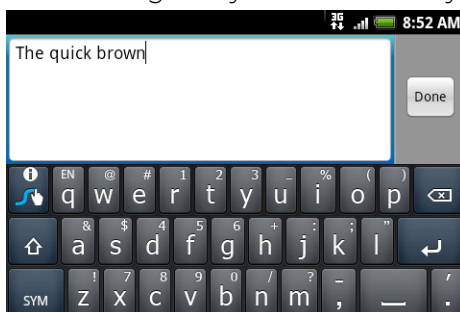 3G 8:52 AM
The quick brown
Done
EN @ # 1 2 3 _ % ( )
q w e r t y u i o p
& $ 4 5 6 + : ; "
a s d f g h j k l
! 7 8 9 0 / ? – '
SYM z x c v b n m , .